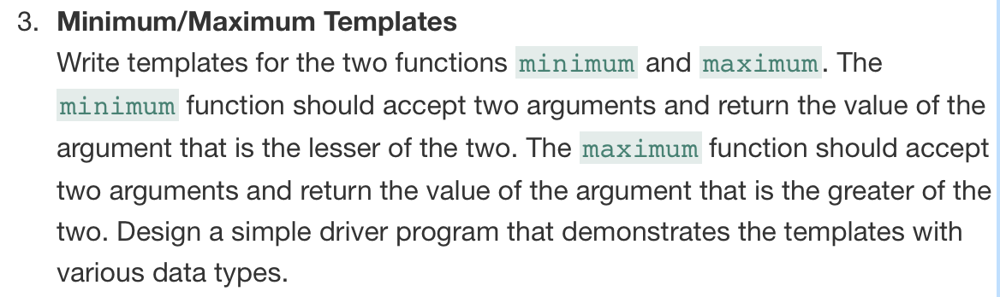 3. Minimum/Maximum Templates
Write templates for the two functions minimum and maximum. The
minimum function should accept two arguments and return the value of the
argument that is the lesser of the two. The maximum function should accept
two arguments and return the value of the argument that is the greater of the
two. Design a simple driver program that demonstrates the templates with
various data types.